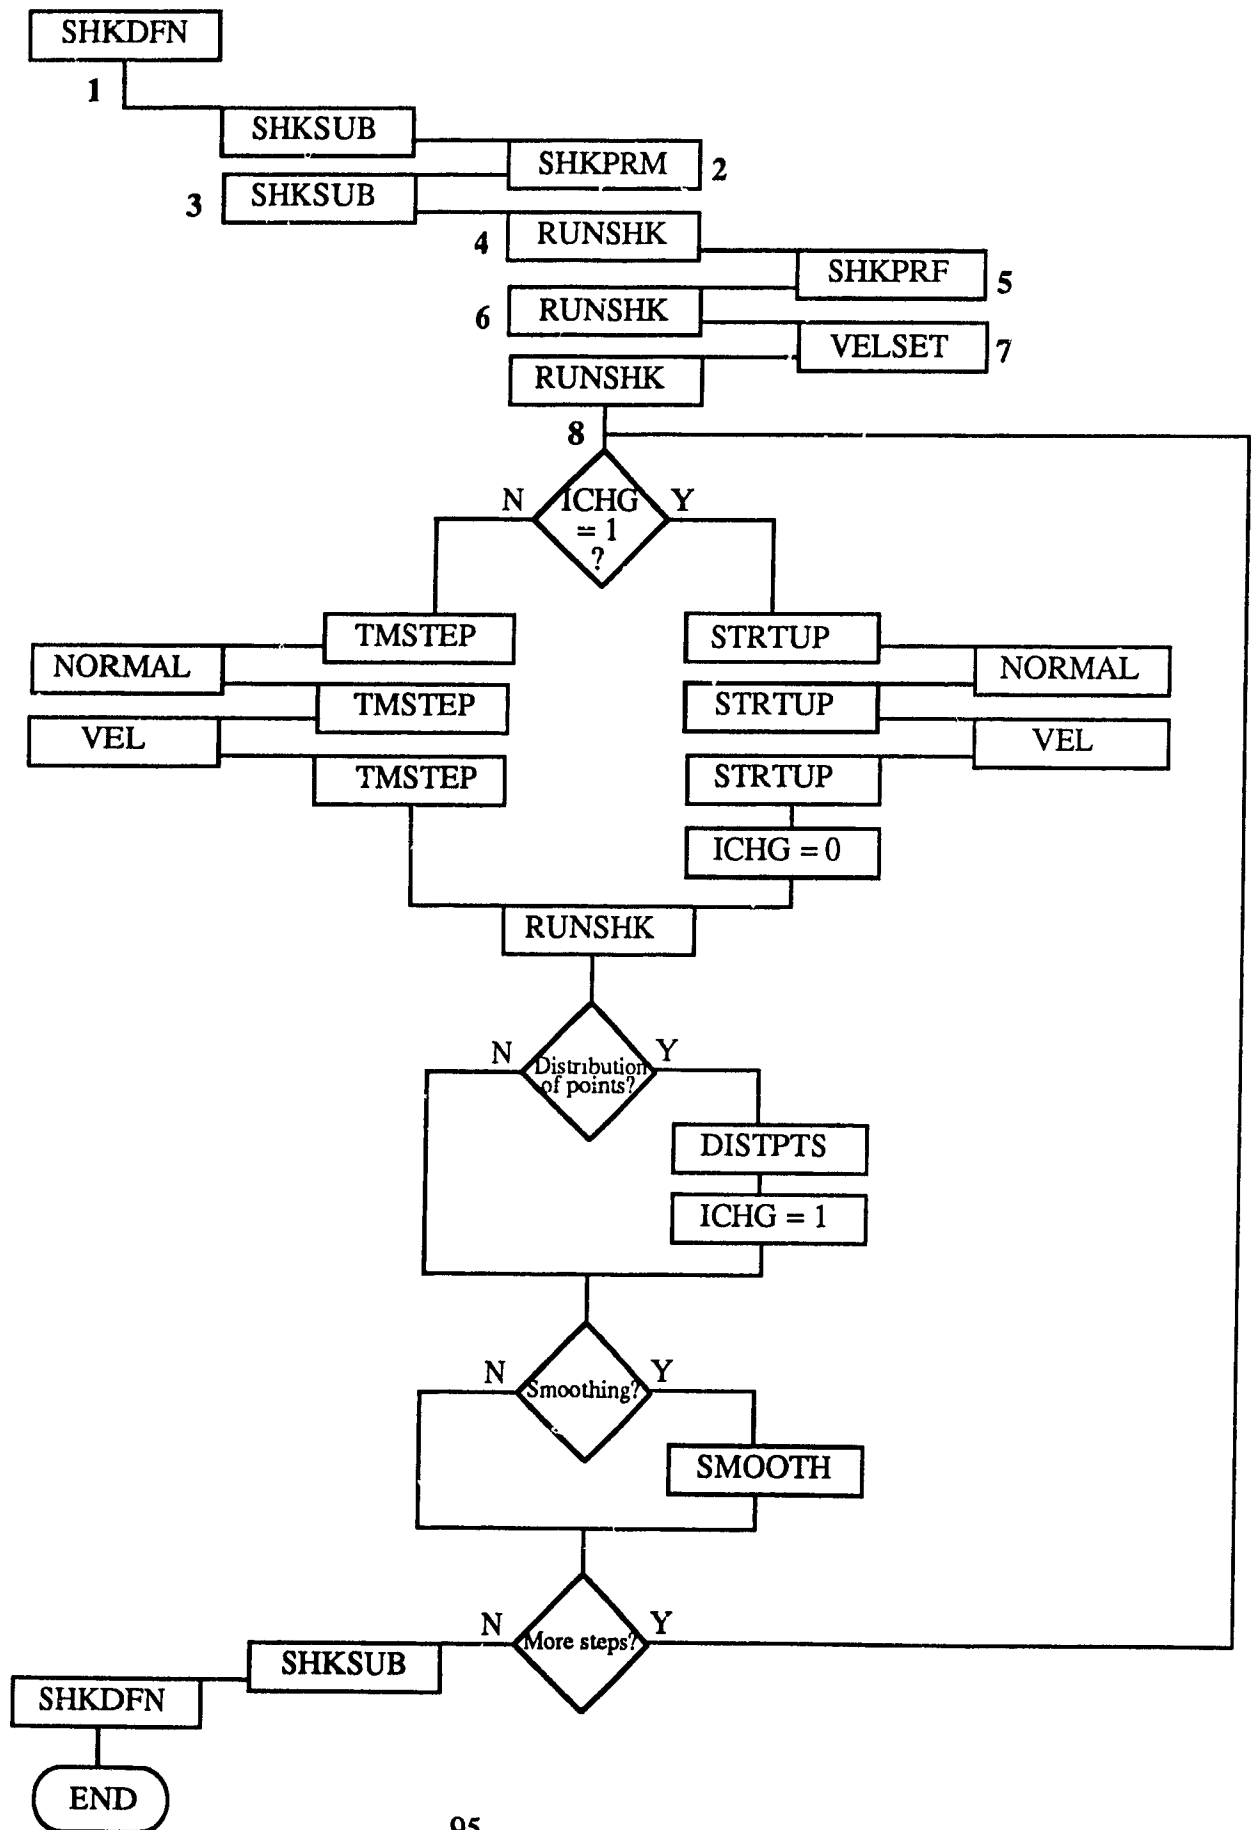 SHKDFN
1
SHKSUB
SHKPRM 2
3 SHKSUB
4 RUNSHK
SHKPRF 5
6 RUNSHK
VELSET 7
RUNSHK
8
N ICHG Y
= 1
?
TMSTEP STRTUP
NORMAL NORMAL
TMSTEP STRTUP
VEL VEL
TMSTEP STRTUP
ICHG = 0
RUNSHK
N Distribution Y
of points?
DISTPTS
ICHG = 1
N Smoothing? Y
SMOOTH
N More steps? Y
SHKSUB
SHKDFN
END
95